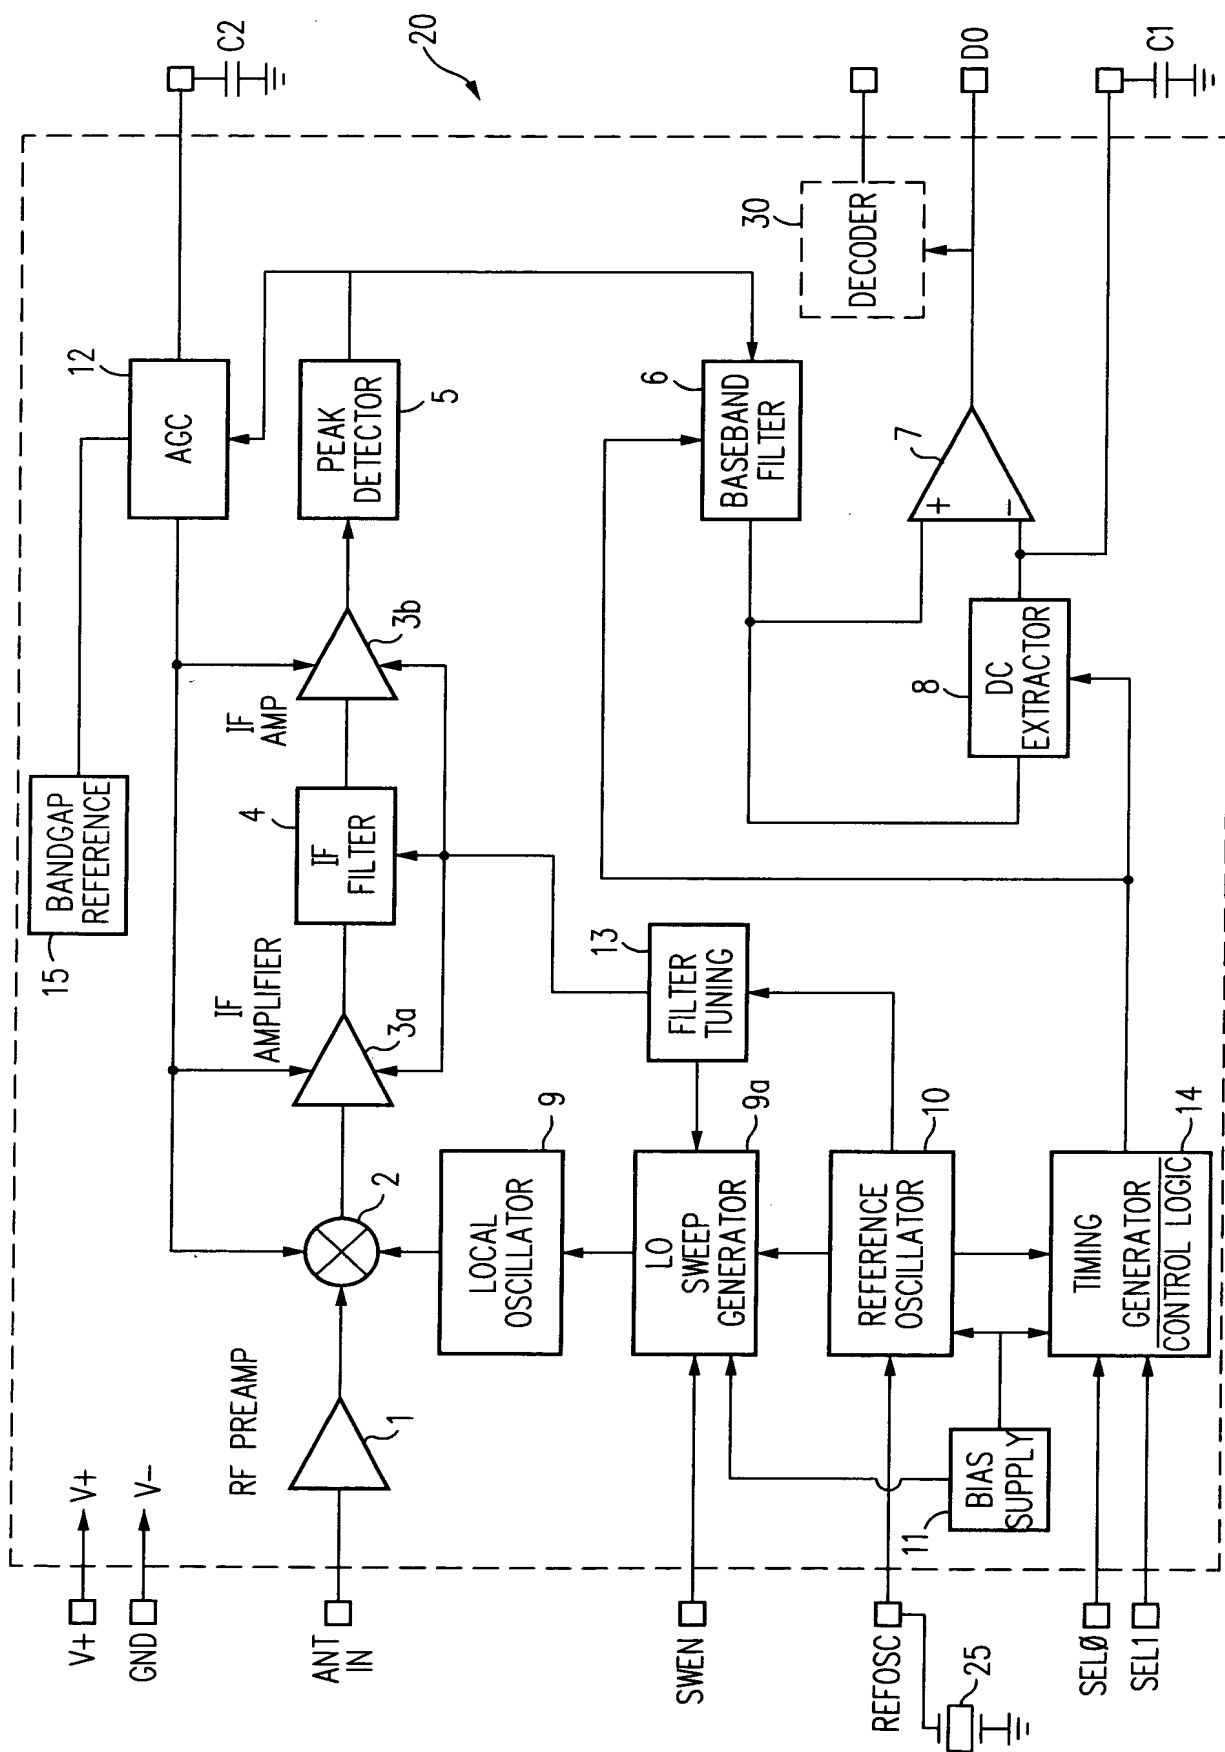 V+
V+
GND
V-
ANT
IN
RF PREAMP
1
2
IF
AMPLIFIER
3a
4
IF
FILTER
IF
AMP
3b
PEAK
DETECTOR
5
12
AGC
C2
20
15
BANDGAP
REFERENCE
LOCAL
OSCILLATOR
9
SWEN
LO
SWEEP
GENERATOR
9a
13
FILTER
TUNING
6
BASEBAND
FILTER
30
DECODER
REFOSC
25
REFERENCE
OSCILLATOR
10
11
BIAS
SUPPLY
8
DC
EXTRACTOR
7
+
-
DO
SELØ
SEL1
TIMING
GENERATOR
CONTROL LOGIC
14
C1